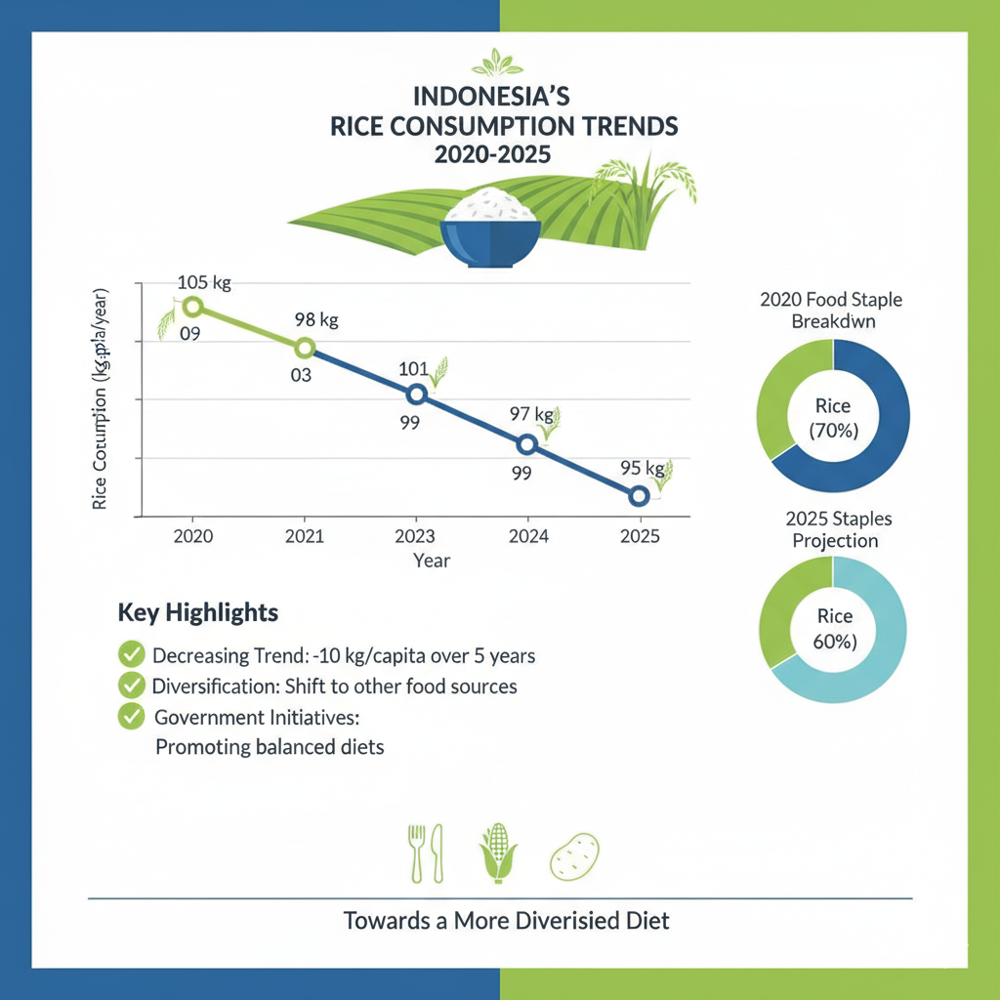 INDONESIA'S
RICE CONSUMPTION TRENDS
2020-2025
105 kg
09
98 kg
03
101
99
97 kg
99
95 kg
Rice
2020
2021
2023
2024
2025
Year
2020 Food Staple
Breakdwn
Rice
(70%)
2025 Staples
Projection
Rice
60%)
Key Highlights
Decreasing Trend: -10 kg/capita over 5 years
Diversification: Shift to other food sources
Government Initiatives:
Promoting balanced diets
Towards a More Diverisied Diet